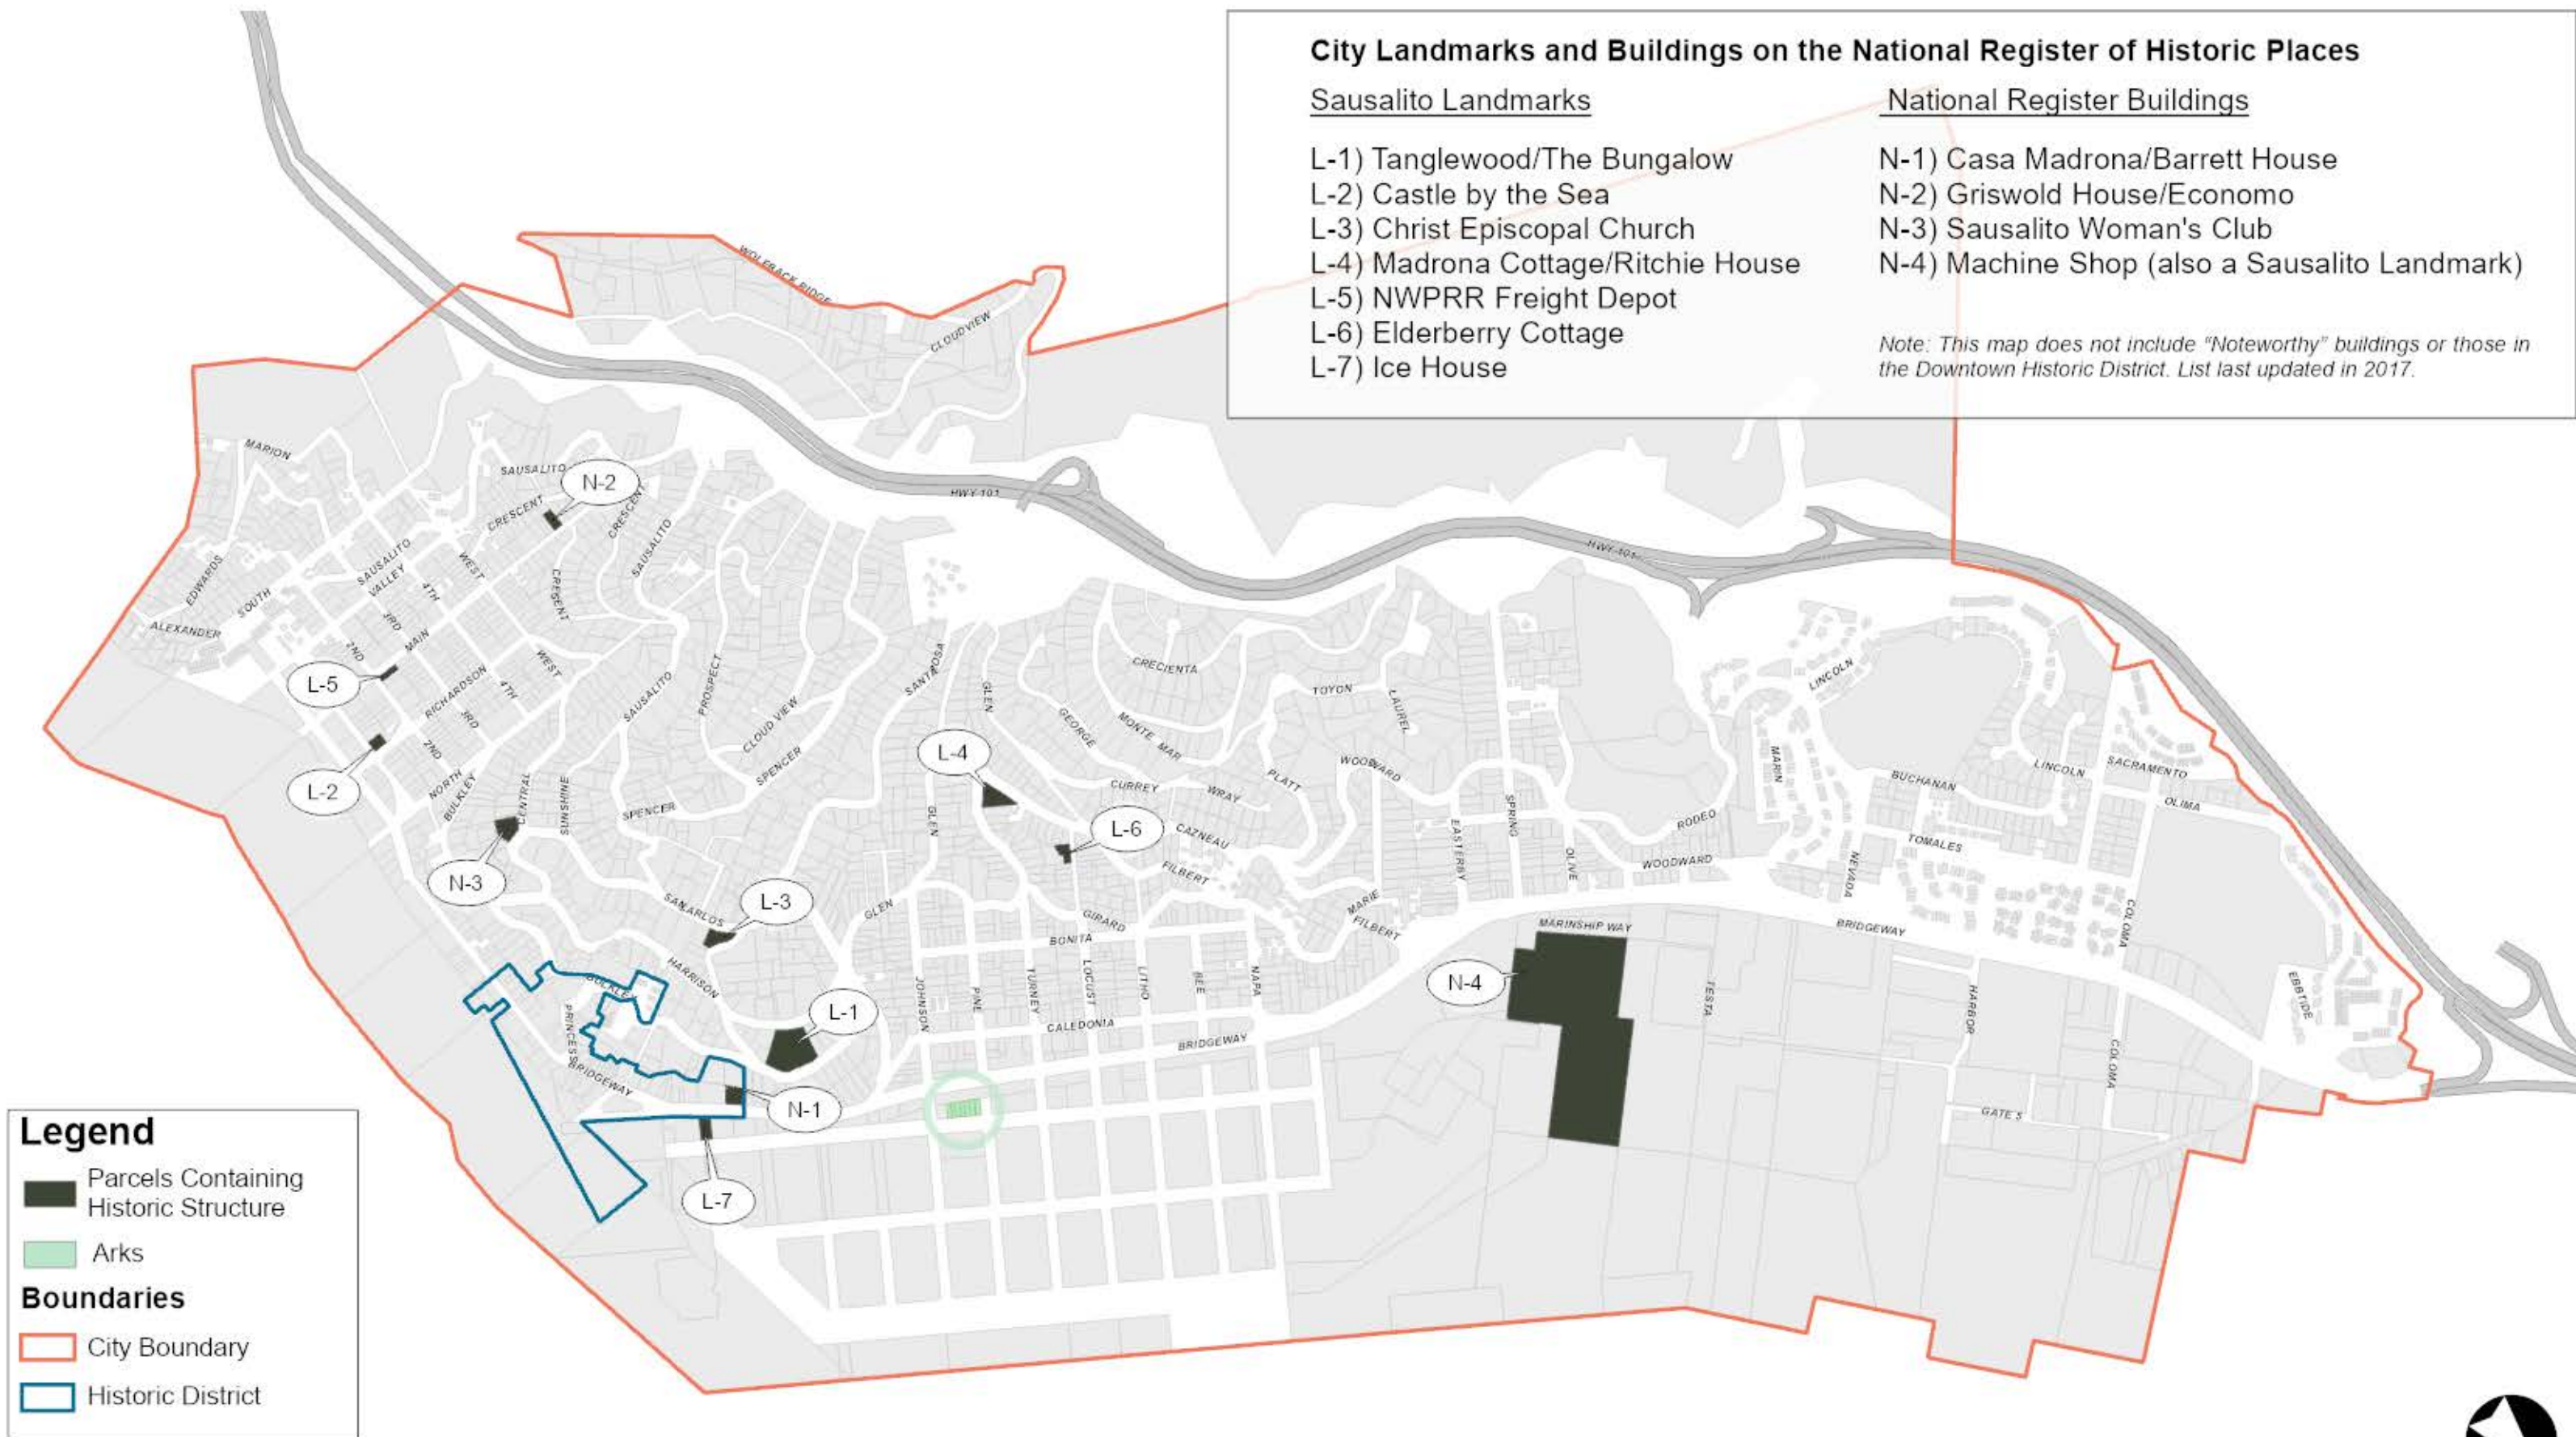 City Landmarks and Buildings on the National Register of Historic Places
Sausalito Landmarks
L-1) Tanglewood/The Bungalow
L-2) Castle by the Sea
L-3) Christ Episcopal Church
L-4) Madrona Cottage/Ritchie House
L-5) NWPRR Freight Depot
L-6) Elderberry Cottage
L-7) Ice House
National Register Buildings
N-1) Casa Madrona/Barrett House
N-2) Griswold House/Economo
N-3) Sausalito Woman's Club
N-4) Machine Shop (also a Sausalito Landmark)
Note: This map does not include "Noteworthy" buildings or those in
the Downtown Historic District. List last updated in 2017.
WOLFBACK RIDGE
CLOUDVIEW
MARION
SAUSALITO
N-2
CRESCENT
CRESCENT
HWY 101
SAUSALITO
HWY 101
SAUSALITO
VALLEY
WEST
4TH
CRESCENT
EDWARDS
SOUTH
ALEXANDER
3RD
MAIN
2ND
L-5
RICHARDSON
WEST
4TH
3RD
2ND
SAUSALITO
PROSPECT
CLOUD VIEW
SPENCER
SANTA ROSA
GLEN
CRECIENTA
TOYON
LAUREL
GEORGE
MONTE MAR
LINCOLN
L-4
WOODWARD
PLATT
MARIN
LINCOLN
SACRAMENTO
BUCHANAN
OLIMA
L-2
NORTH
BULKLEY
CENTRAL
SUNSHINE
SPENCER
GLEN
CURREY
WRAY
L-6
CAZNEAU
EASTERBY
SPRING
RODEO
TOMALES
N-3
FILBERT
OLIVE
WOODWARD
NEVADA
L-3
SAN CARLOS
GLEN
GIRARD
MARIE
FILBERT
MARINSHIP WAY
BRIDGEWAY
COLOMA
BONITA
HARRISON
BULKLEY
JOHNSON
PINE
TURNEY
LOCUST
LITHO
BEE
NAPA
N-4
TESTA
HARBOR
EBBTIDE
L-1
PRINCESS
CALEDONIA
BRIDGEWAY
COLOMA
BRIDGEWAY
N-1
GATE 5
L-7
Legend
Parcels Containing
Historic Structure
Arks
Boundaries
City Boundary
Historic District